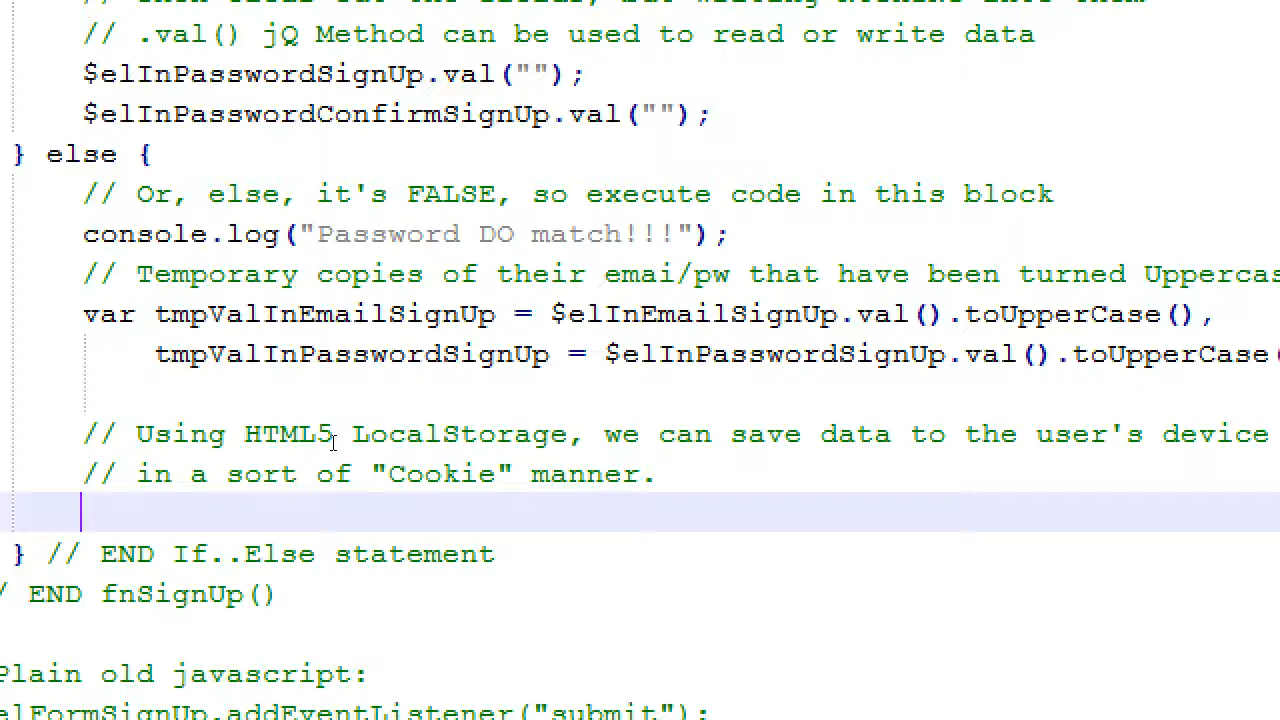 // .val() jQ Method can be used to read or write data
$elInPasswordSignUp.val("");
$elInPasswordConfirmSignUp.val("");
} else {
// Or, else, it's FALSE, so execute code in this block
console.log("Password DO match!!!");
// Temporary copies of their emai/pw that have been turned Uppercas
var tmpValInEmailSignUp = $elInEmailSignUp.val().toUpperCase(),
tmpValInPasswordSignUp = $elInPasswordSignUp.val().toUpperCase(
// Using HTML5 LocalStorage, we can save data to the user's device
// in a sort of "Cookie" manner.
} // END If..Else statement
/ END fnSignUp()
Plain old javascript:
elFormSignUp.addEventListener("submit");